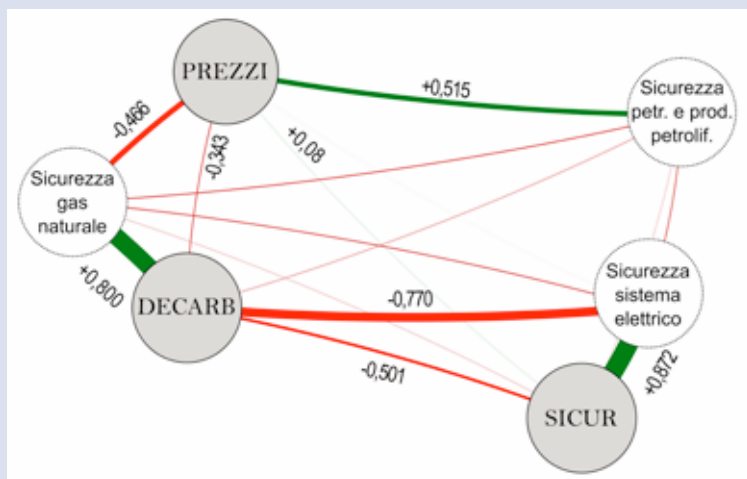 PREZZI
+0,515
Sicurezza
petr. e prod.
petrolif.
-0,466
-0,343
+0,08
Sicurezza
gas
naturale
+0,800
DECARB
-0,770
Sicurezza
sistema
elettrico
-0,501
+0,872
SICUR